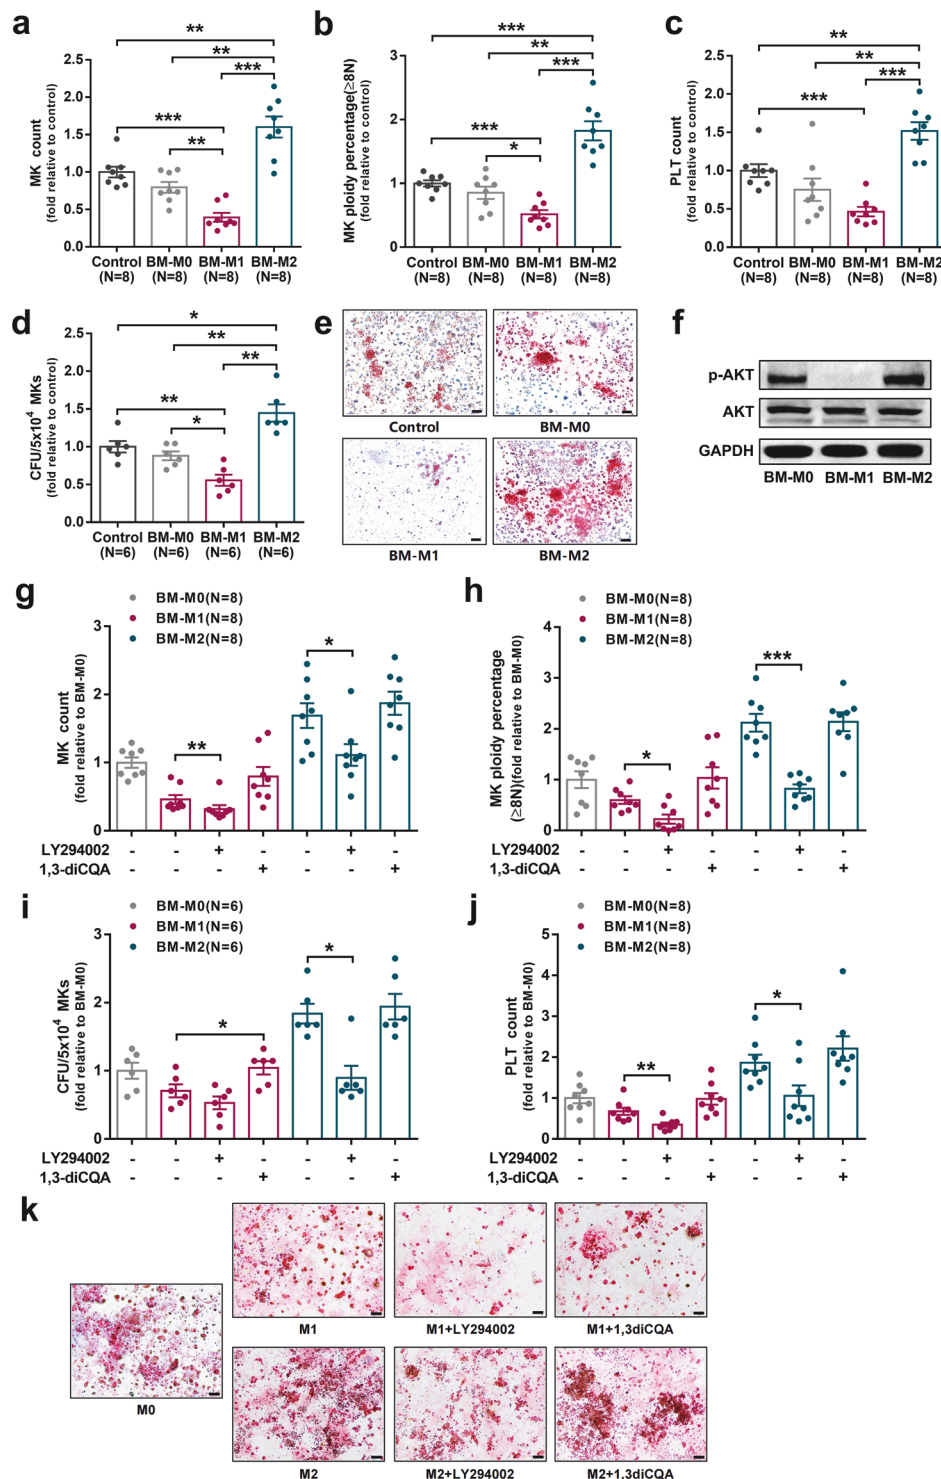 a
MK count
(fold relative to control)
2.5
2.0
1.5
1.0
0.5
0.0
**
**
***
***
**
Control
(N=8)
BM-M0
(N=8)
BM-M1
(N=8)
BM-M2
(N=8)
b
MK ploidy percentage(≥8N)
(fold relative to control)
3
2
1
0
***
**
***
***
*
Control
(N=8)
BM-M0
(N=8)
BM-M1
(N=8)
BM-M2
(N=8)
c
PLT count
(fold relative to control)
2.5
2.0
1.5
1.0
0.5
0.0
**
**
***
***
Control
(N=8)
BM-M0
(N=8)
BM-M1
(N=8)
BM-M2
(N=8)
d
CFU/5x10⁴ MKs
(fold relative to control)
2.5
2.0
1.5
1.0
0.5
0.0
*
**
**
**
*
Control
(N=6)
BM-M0
(N=6)
BM-M1
(N=6)
BM-M2
(N=6)
e
Control
BM-M0
BM-M1
BM-M2
f
p-AKT
AKT
GAPDH
BM-M0 BM-M1 BM-M2
g
BM-M0(N=8)
BM-M1(N=8)
BM-M2(N=8)
MK count
(fold relative to BM-M0)
3
2
1
0
**
*
LY294002 - - + - - + -
1,3-diCQA - - - + - - +
h
BM-M0(N=8)
BM-M1(N=8)
BM-M2(N=8)
MK ploidy percentage
(≥8N)(fold relative to BM-M0)
4
3
2
1
0
*
***
LY294002 - - + - - + -
1,3-diCQA - - - + - - +
i
BM-M0(N=6)
BM-M1(N=6)
BM-M2(N=6)
CFU/5x10⁴ MKs
(fold relative to BM-M0)
3
2
1
0
*
*
LY294002 - - + - - + -
1,3-diCQA - - - + - - +
j
BM-M0(N=8)
BM-M1(N=8)
BM-M2(N=8)
PLT count
(fold relative to BM-M0)
5
4
3
2
1
0
**
*
LY294002 - - + - - + -
1,3-diCQA - - - + - - +
k
M0
M1
M1+LY294002
M1+1,3diCQA
M2
M2+LY294002
M2+1,3diCQA